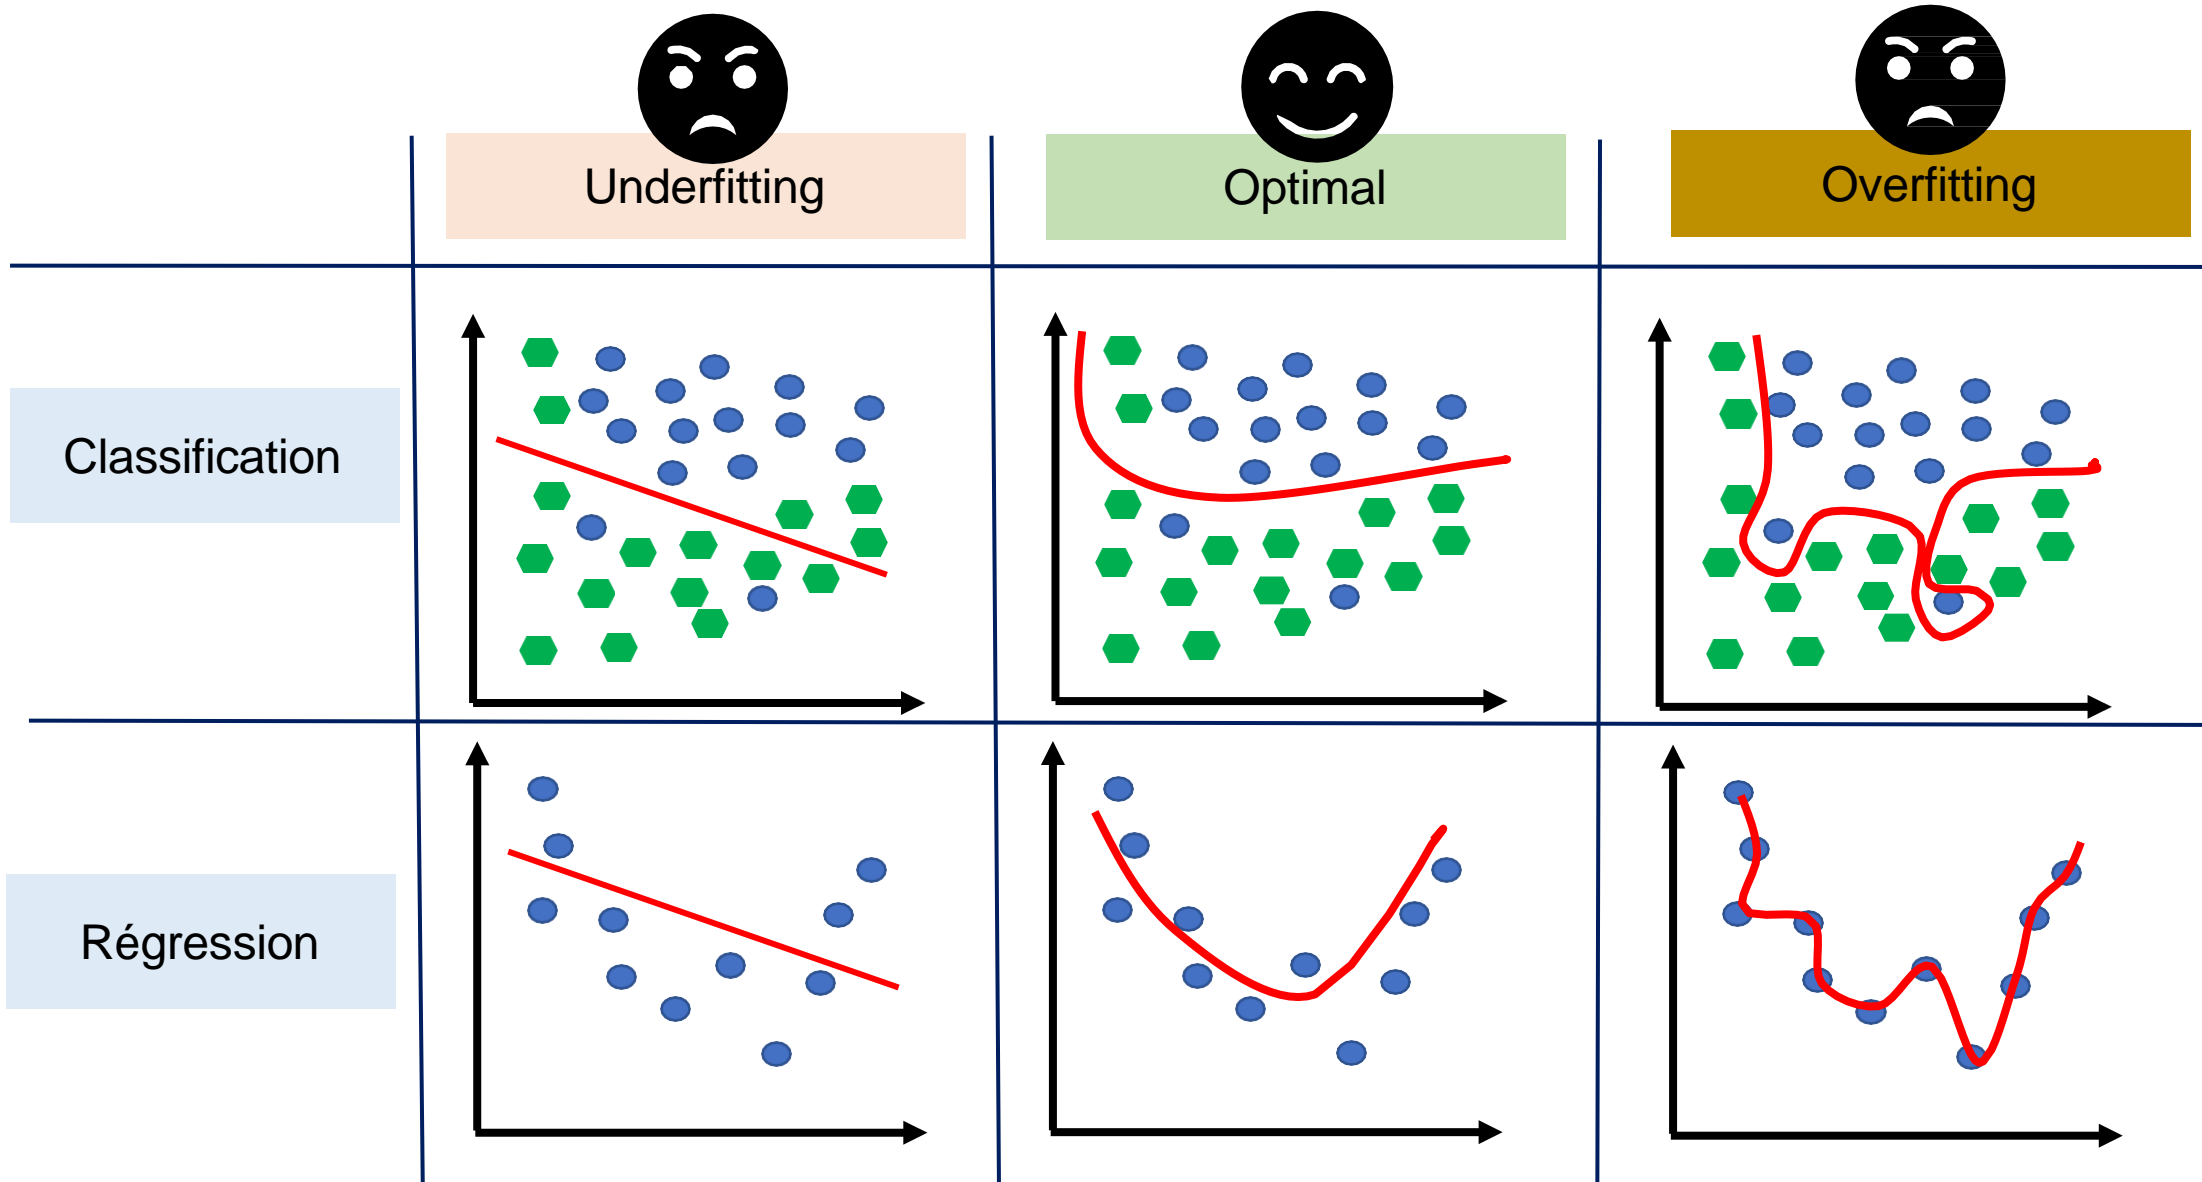 Underfitting
Optimal
Overfitting
Classification
Régression